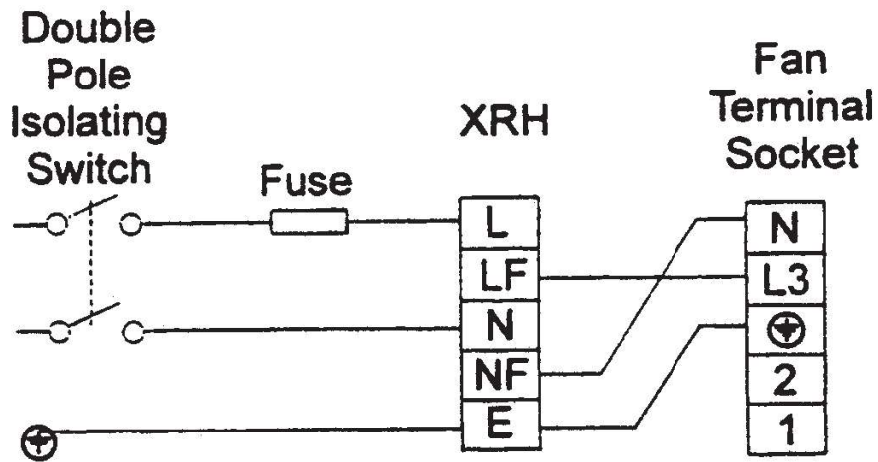 Double
Pole
Isolating
Switch
Fuse
XRH
L
LF
N
NF
E
Fan
Terminal
Socket
N
L3
2
1